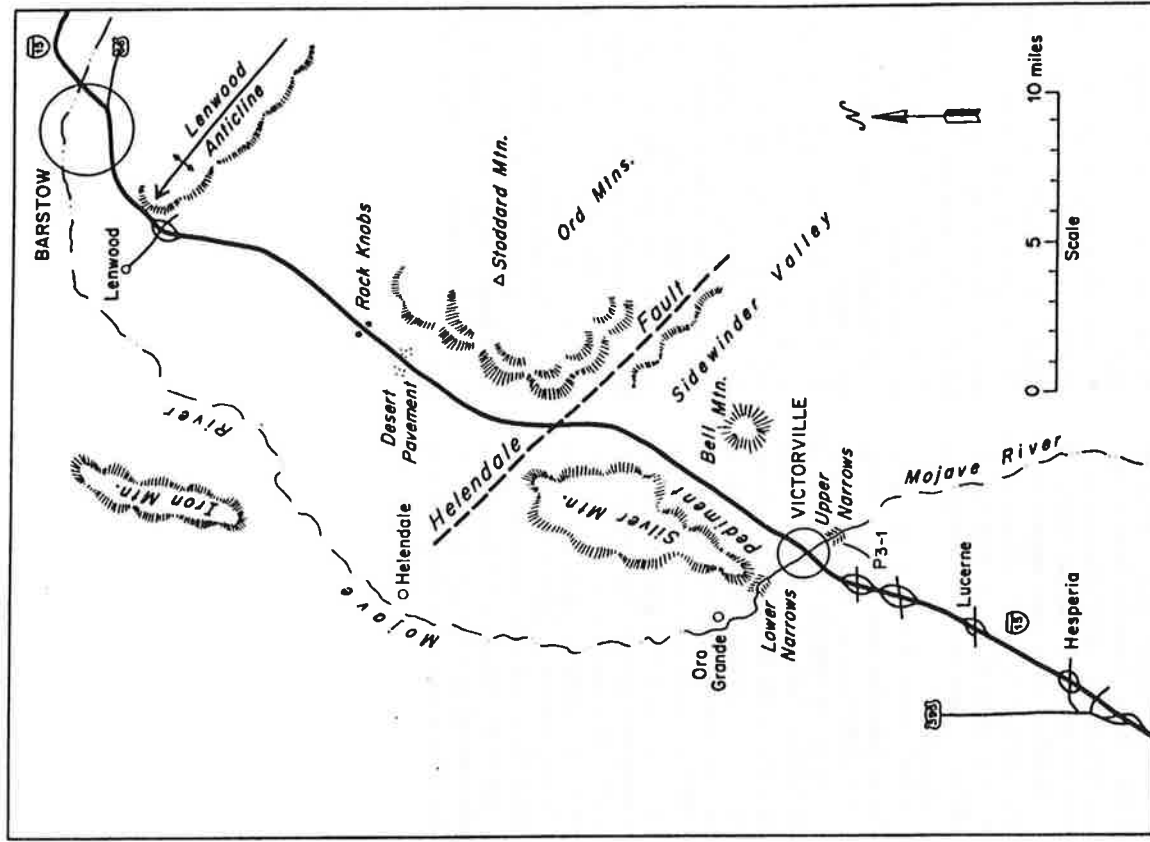 15
66
BARSTOW
Lenwood
Lenwood
Anticline
Rock Knobs
Stoddard Mtn.
Ord Mtns.
Desert
Pavement
River
Iron Mtn.
Mojave
Helendale
Helendale Fault
Sidewinder Valley
Silver Mtn.
pediment
Bell Mtn.
VICTORVILLE
Upper
Narrows
P3-1
Mojave River
Oro
Grande
Lower
Narrows
Lucerne
15
Hesperia
395
N
0 5 10 miles
Scale